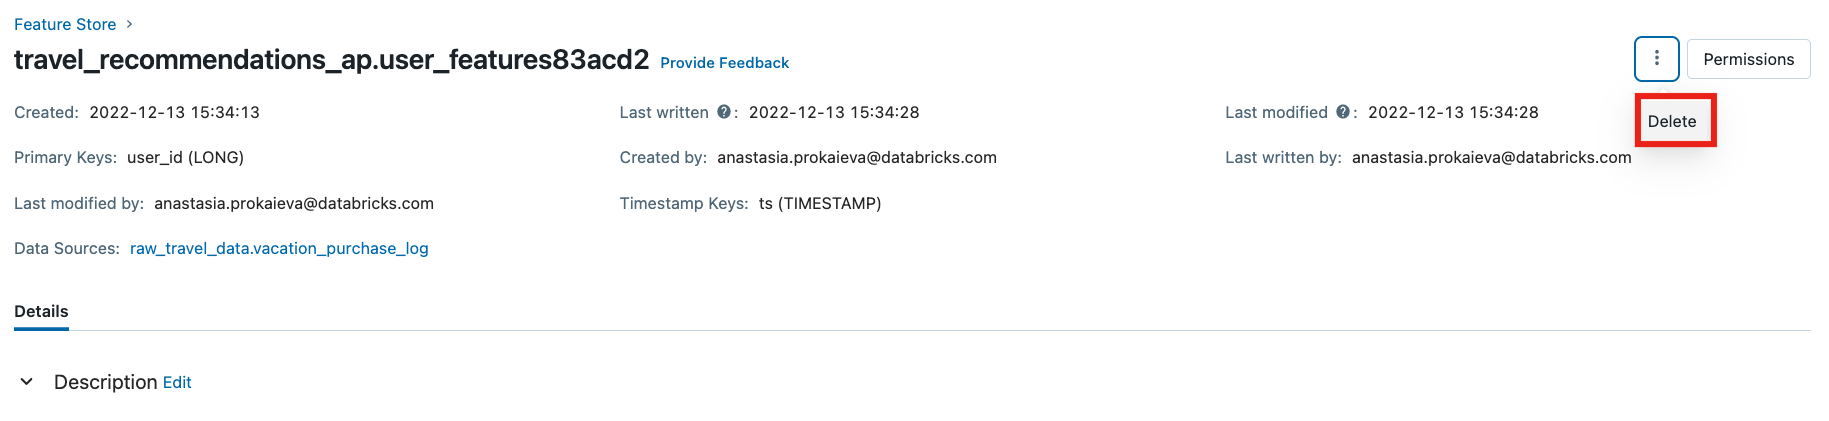 Feature Store >
travel_recommendations_ap.user_features83acd2 Provide Feedback
Permissions
Created: 2022-12-13 15:34:13
Last written ?: 2022-12-13 15:34:28
Last modified ?: 2022-12-13 15:34:28
Delete
Primary Keys: user_id (LONG)
Created by: anastasia.prokaieva@databricks.com
Last written by: anastasia.prokaieva@databricks.com
Last modified by: anastasia.prokaieva@databricks.com
Timestamp Keys: ts (TIMESTAMP)
Data Sources: raw_travel_data.vacation_purchase_log
Details
Description Edit